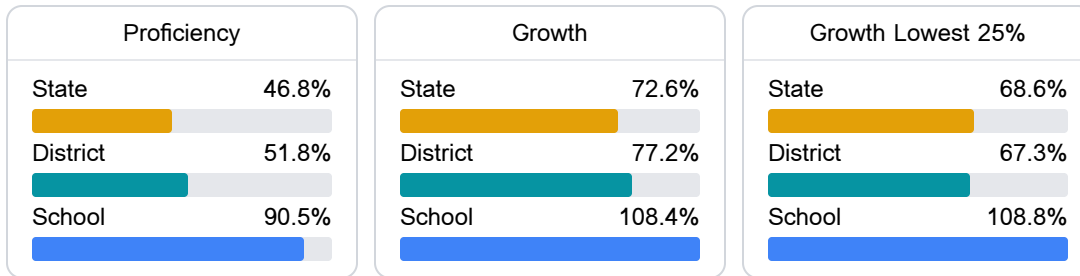 Proficiency
State 46.8%
District 51.8%
School 90.5%
Growth
State 72.6%
District 77.2%
School 108.4%
Growth Lowest 25%
State 68.6%
District 67.3%
School 108.8%